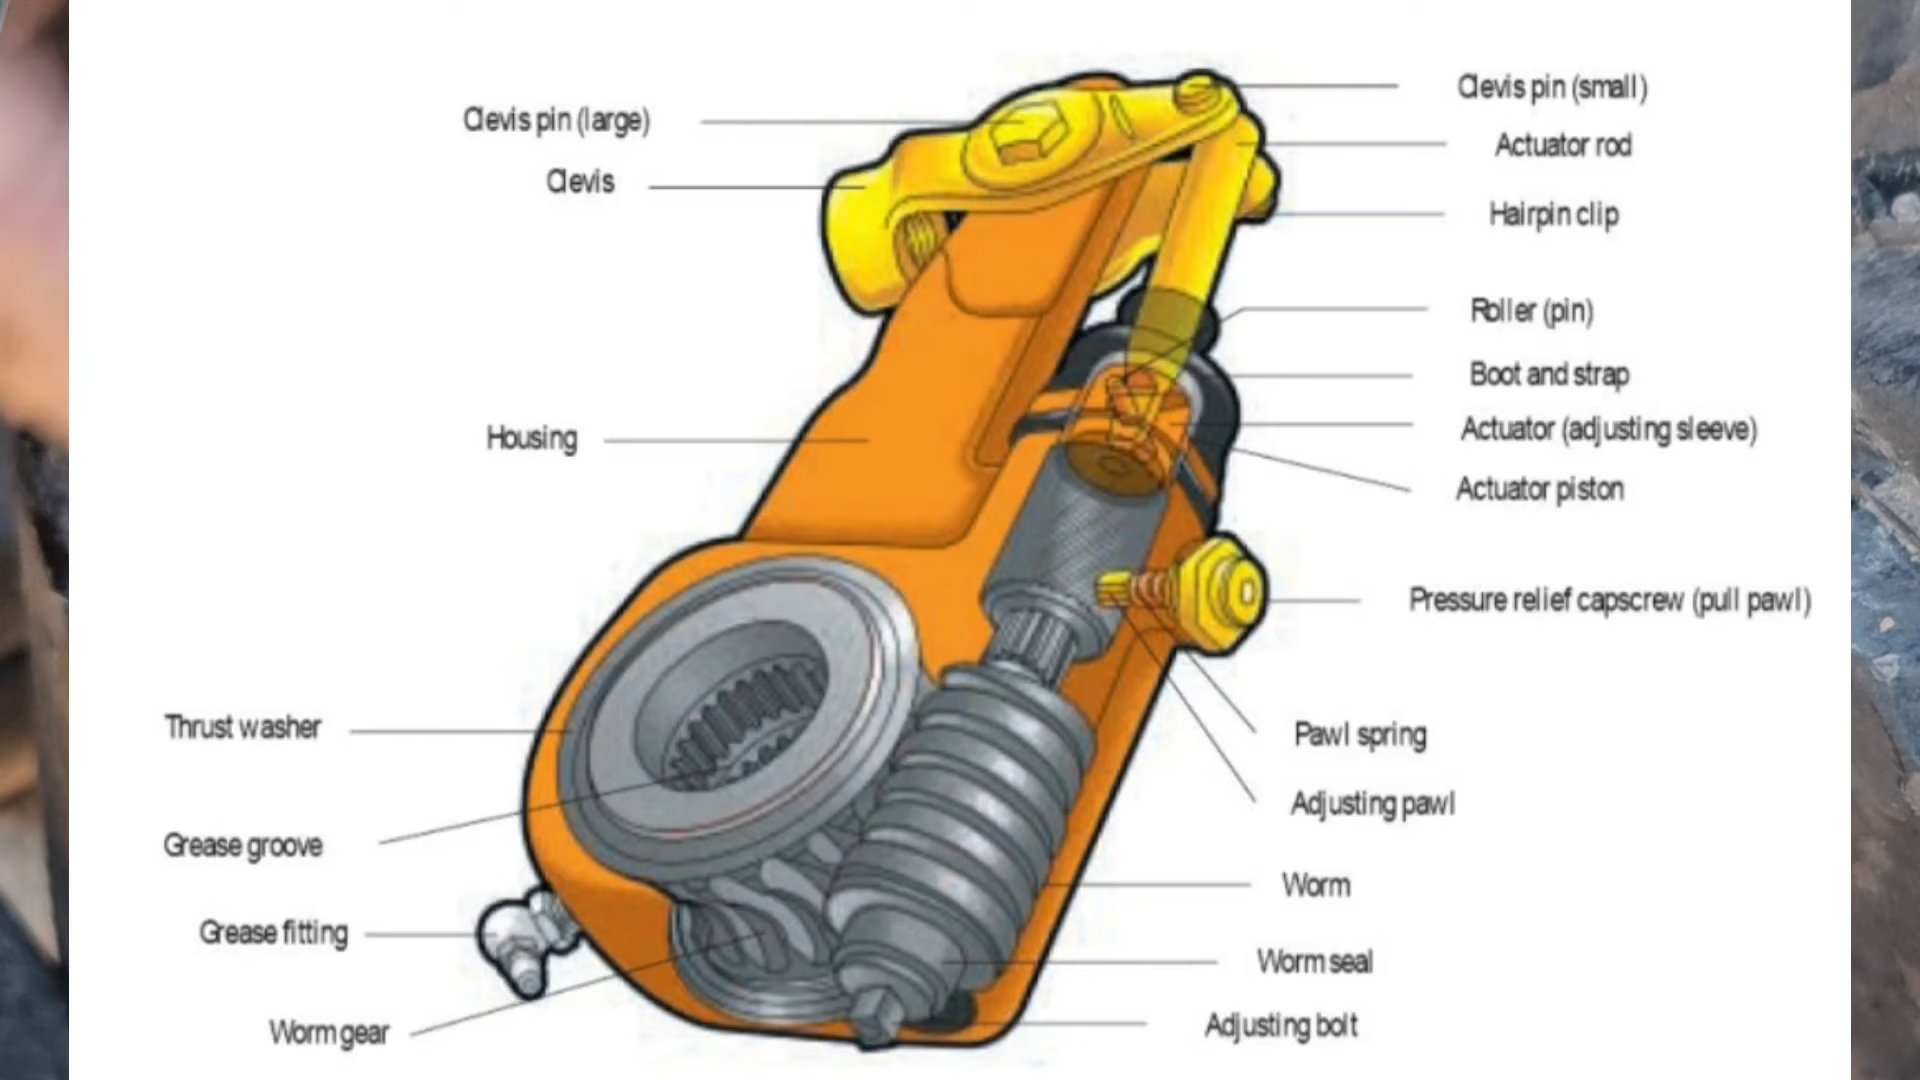 Clevis pin (large)
Clevis
Housing
Thrust washer
Grease groove
Grease fitting
Worm gear
Clevis pin (small)
Actuator rod
Hairpin clip
Roller (pin)
Boot and strap
Actuator (adjusting sleeve)
Actuator piston
Pressure relief capscrew (pull pawl)
Pawl spring
Adjusting pawl
Worm
Worm seal
Adjusting bolt